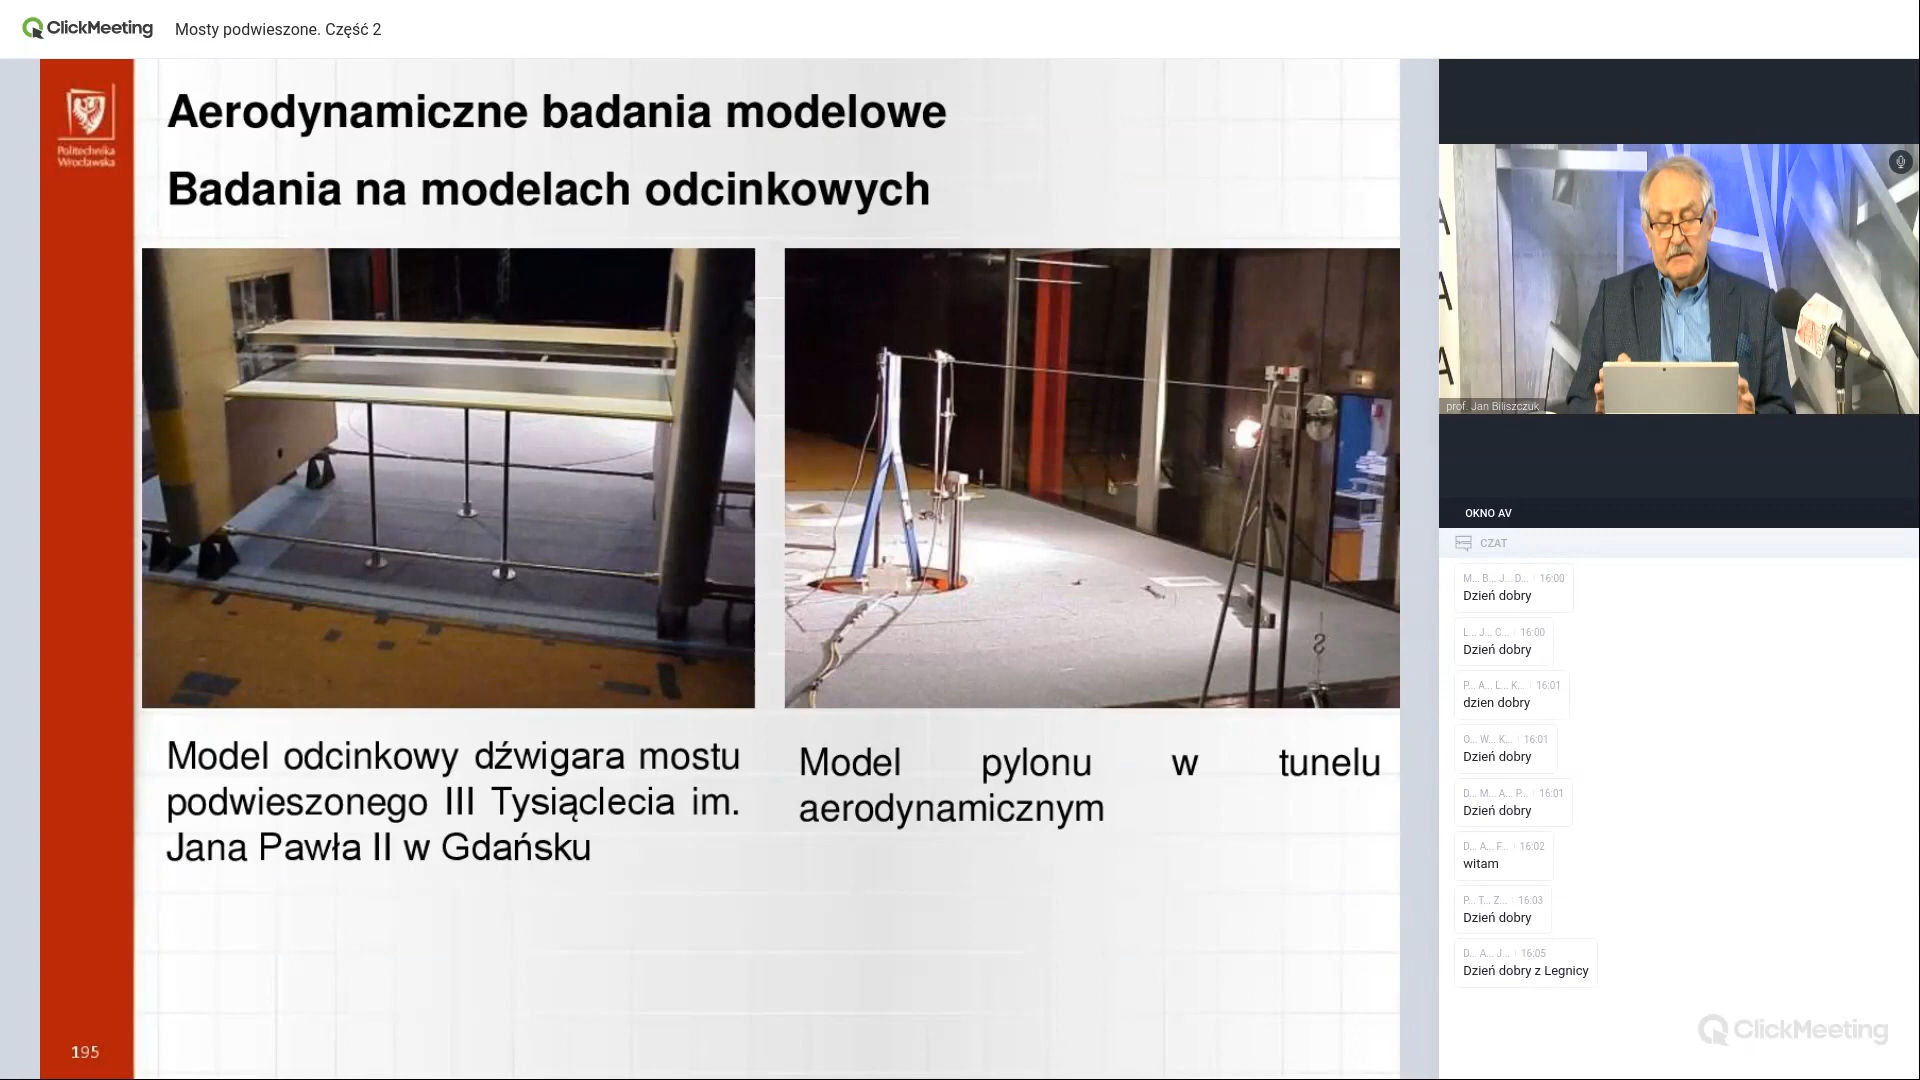 ClickMeeting
Mosty podwieszone. Część 2
Politechnika
Wrocławska
Aerodynamiczne badania modelowe
Badania na modelach odcinkowych
Model odcinkowy dźwigara mostu
podwieszonego III Tysiąclecia im.
Jana Pawła II w Gdańsku
Model pylonu w tunelu
aerodynamicznym
195
prof. Jan Biliszczuk
OKNO AV
CZAT
M... B... J... D... 16:00
Dzień dobry
L... J... C... 16:00
Dzień dobry
P... A... L... K... 16:01
dzien dobry
O... W... K... 16:01
Dzień dobry
D... M... A... P... 16:01
Dzień dobry
D... A... F... 16:02
witam
P... T... Z... 16:03
Dzień dobry
D... A... J... 16:05
Dzień dobry z Legnicy
ClickMeeting